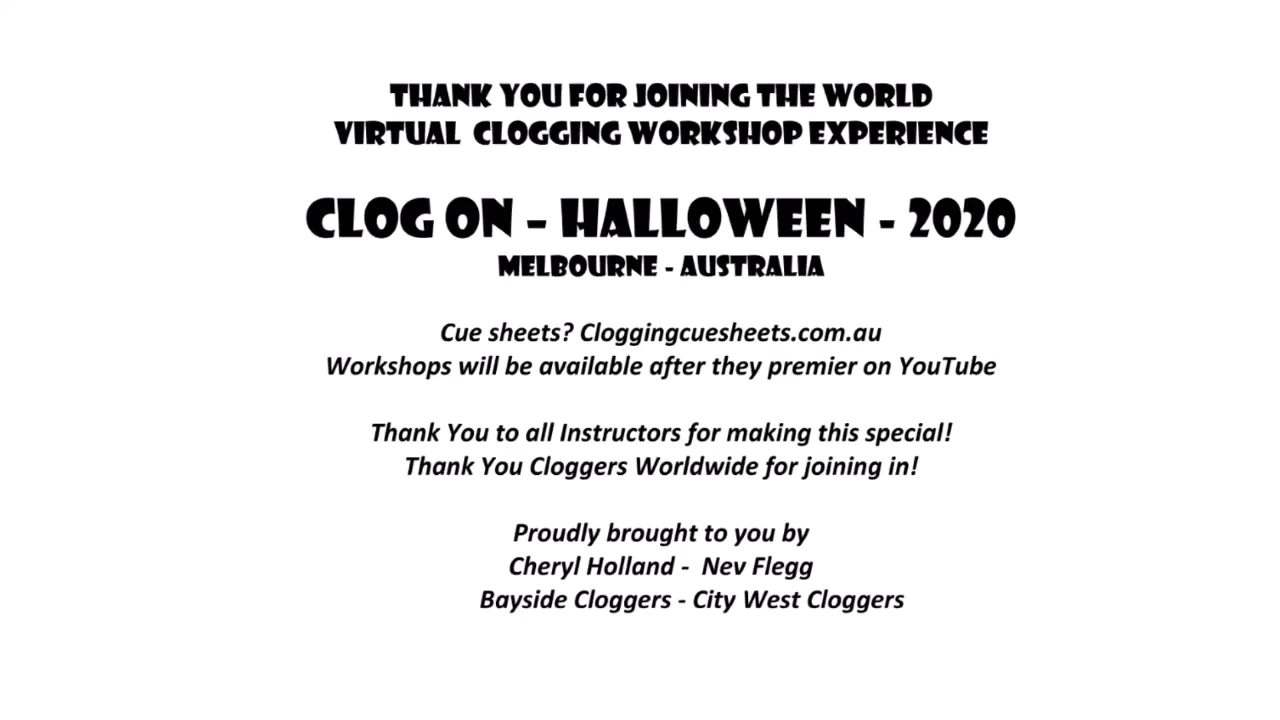 THANK YOU FOR JOINING THE WORLD
VIRTUAL CLOGGING WORKSHOP EXPERIENCE
CLOG ON – HALLOWEEN - 2020
MELBOURNE - AUSTRALIA
Cue sheets? Cloggingcuesheets.com.au
Workshops will be available after they premier on YouTube
Thank You to all Instructors for making this special!
Thank You Cloggers Worldwide for joining in!
Proudly brought to you by
Cheryl Holland - Nev Flegg
Bayside Cloggers - City West Cloggers